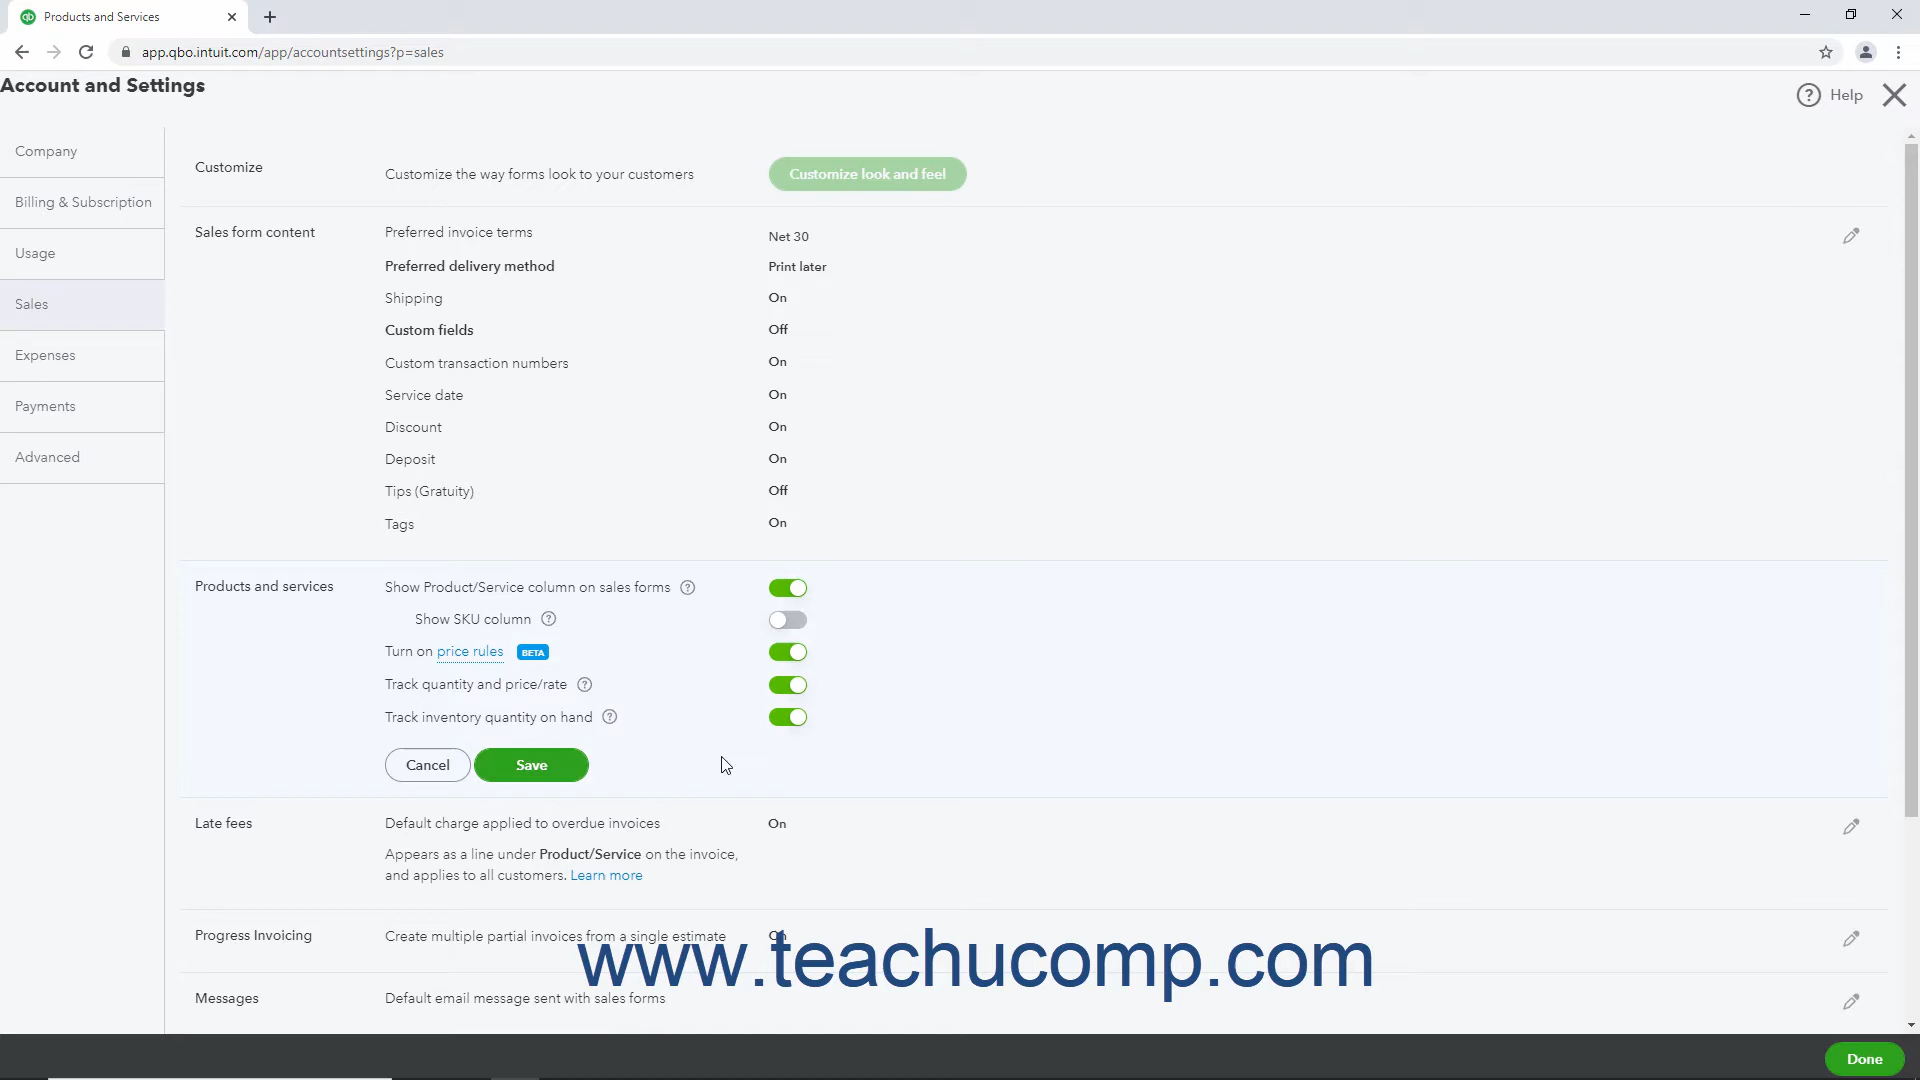 Products and Services
app.qbo.intuit.com/app/accountsettings?p=sales
Account and Settings
Help
Company
Billing & Subscription
Usage
Sales
Expenses
Payments
Advanced
Customize
Customize the way forms look to your customers
Customize look and feel
Sales form content
Preferred invoice terms Net 30
Preferred delivery method Print later
Shipping On
Custom fields Off
Custom transaction numbers On
Service date On
Discount On
Deposit On
Tips (Gratuity) Off
Tags On
Products and services
Show Product/Service column on sales forms ?
Show SKU column ?
Turn on price rules BETA
Track quantity and price/rate ?
Track inventory quantity on hand ?
Cancel Save
Late fees
Default charge applied to overdue invoices On
Appears as a line under Product/Service on the invoice,
and applies to all customers. Learn more
Progress Invoicing
Create multiple partial invoices from a single estimate
www.teachucomp.com
Messages
Default email message sent with sales forms
Done